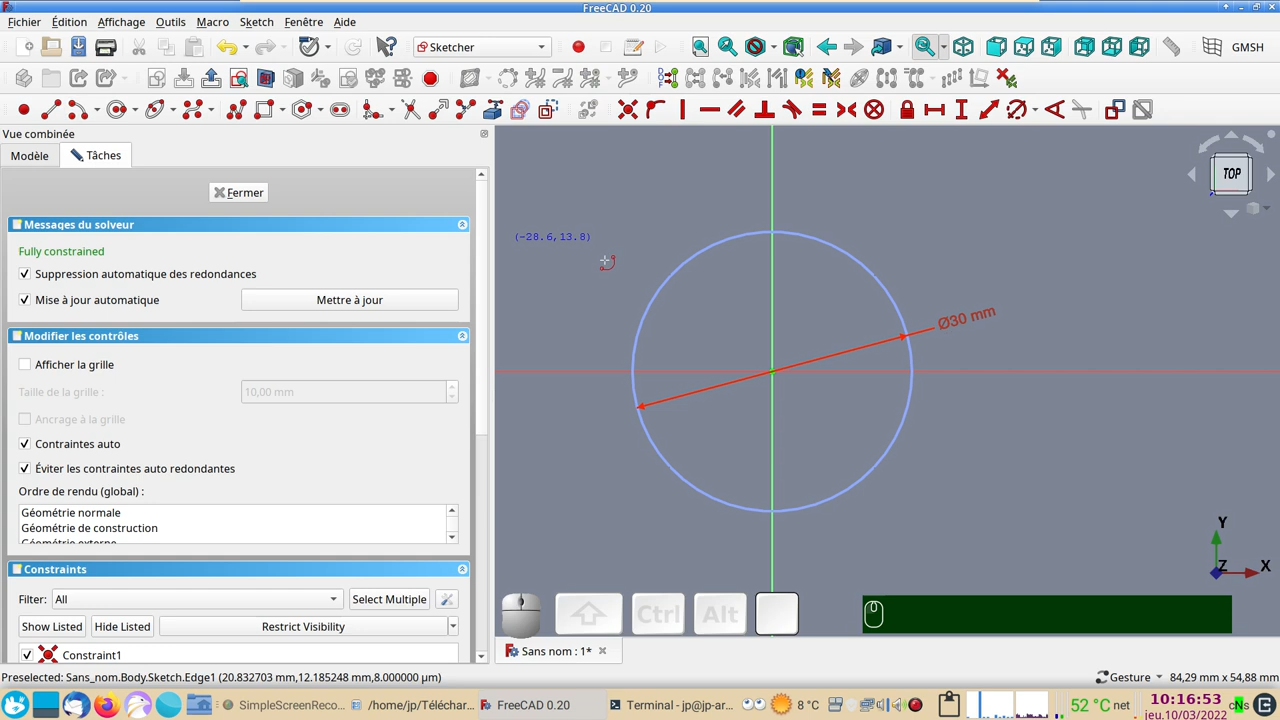 FreeCAD 0.20
Fichier Édition Affichage Outils Macro Sketch Fenêtre Aide
Sketcher
GMSH
Vue combinée
Modèle
Tâches
Fermer
Messages du solveur
Fully constrained
Suppression automatique des redondances
Mise à jour automatique
Mettre à jour
Modifier les contrôles
Afficher la grille
Taille de la grille :
10,00 mm
Ancrage à la grille
Contraintes auto
Éviter les contraintes auto redondantes
Ordre de rendu (global) :
Géométrie normale
Géométrie de construction
Géométrie externe
Constraints
Filter:
All
Select Multiple
Show Listed
Hide Listed
Restrict Visibility
Constraint1
(-28.6,13.8)
Ø30 mm
TOP
Y
Z
X
Ctrl
Alt
Sans nom : 1*
Preselected: Sans_nom.Body.Sketch.Edge1 (20.832703 mm, 12.185248 mm, 8.000000 µm)
Gesture
84,29 mm x 54,88 mm
SimpleScreenReco...
/home/jp/Téléchar...
FreeCAD 0.20
Terminal - jp@jp-ar...
8 °C
52 °C
net
10:16:53
jeu.10/03/2022
cNs